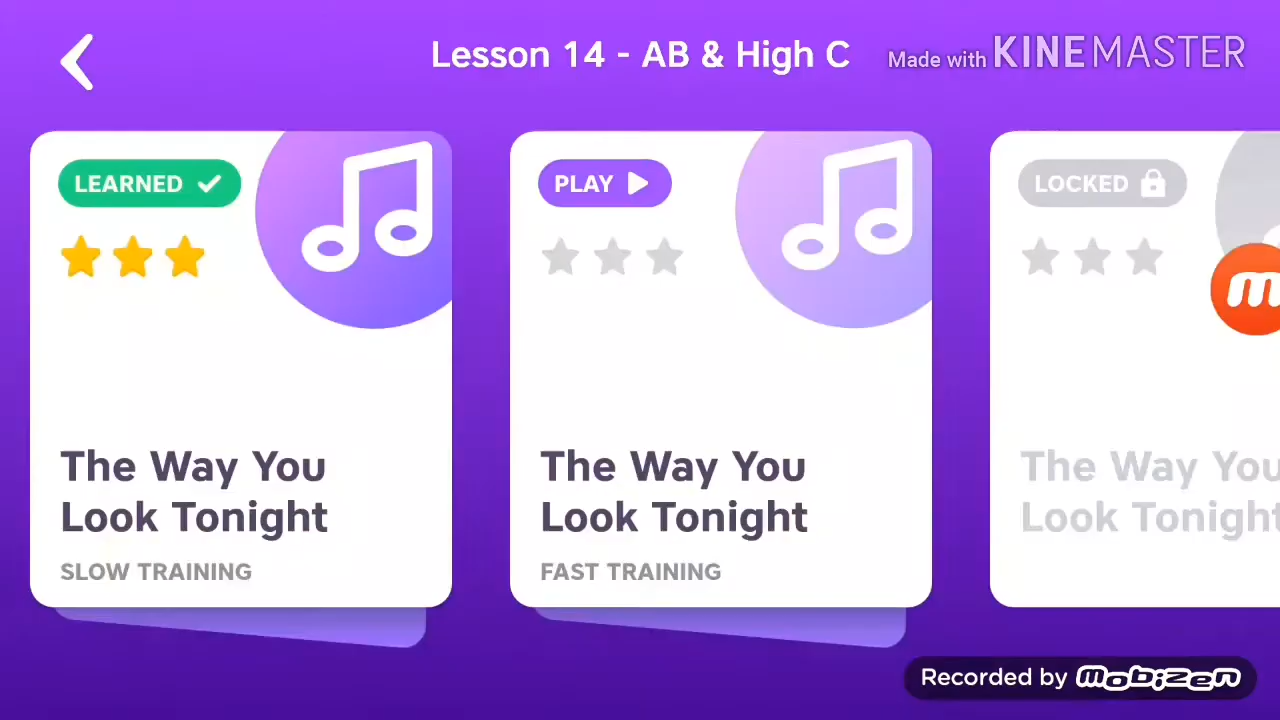 Lesson 14 - AB & High C
Made with KINEMASTER
LEARNED
PLAY
LOCKED
The Way You
Look Tonight
SLOW TRAINING
The Way You
Look Tonight
FAST TRAINING
The Way You
Look Tonight
m
Recorded by mobizen